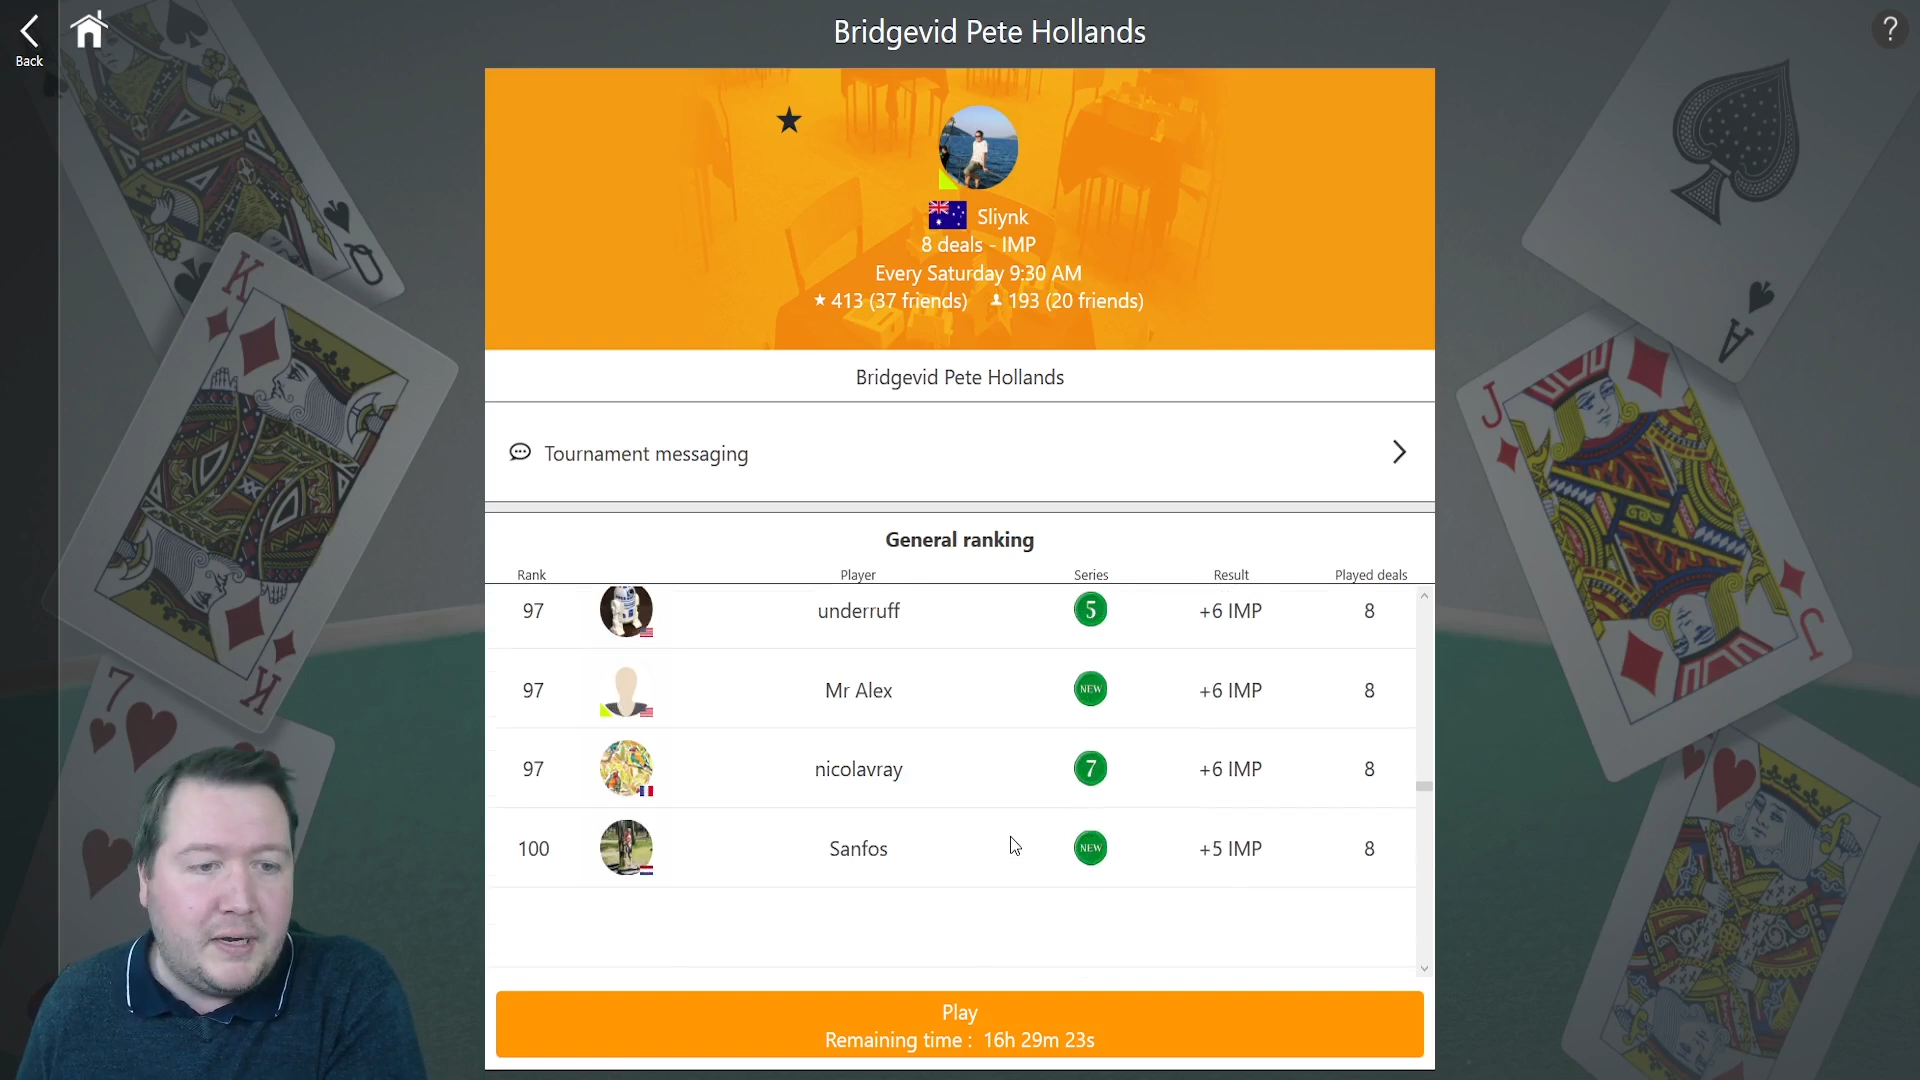 Bridgevid Pete Hollands
?
Back
Sliynk
8 deals - IMP
Every Saturday 9:30 AM
★ 413 (37 friends) 193 (20 friends)
Bridgevid Pete Hollands
Tournament messaging
General ranking
Rank Player Series Result Played deals
97 underruff 5 +6 IMP 8
97 Mr Alex NEW +6 IMP 8
97 nicolavray 7 +6 IMP 8
100 Sanfos NEW +5 IMP 8
Play
Remaining time : 16h 29m 23s
Q
K
K
7
A
J
J